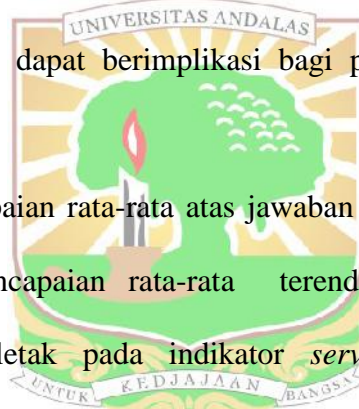 UNIVERSITAS ANDALAS
dapat berimplikasi bagi p
paian rata-rata atas jawaban
ncapaian rata-rata terend
letak pada indikator serv
UNTUK KEDJAJAAN BANGSA